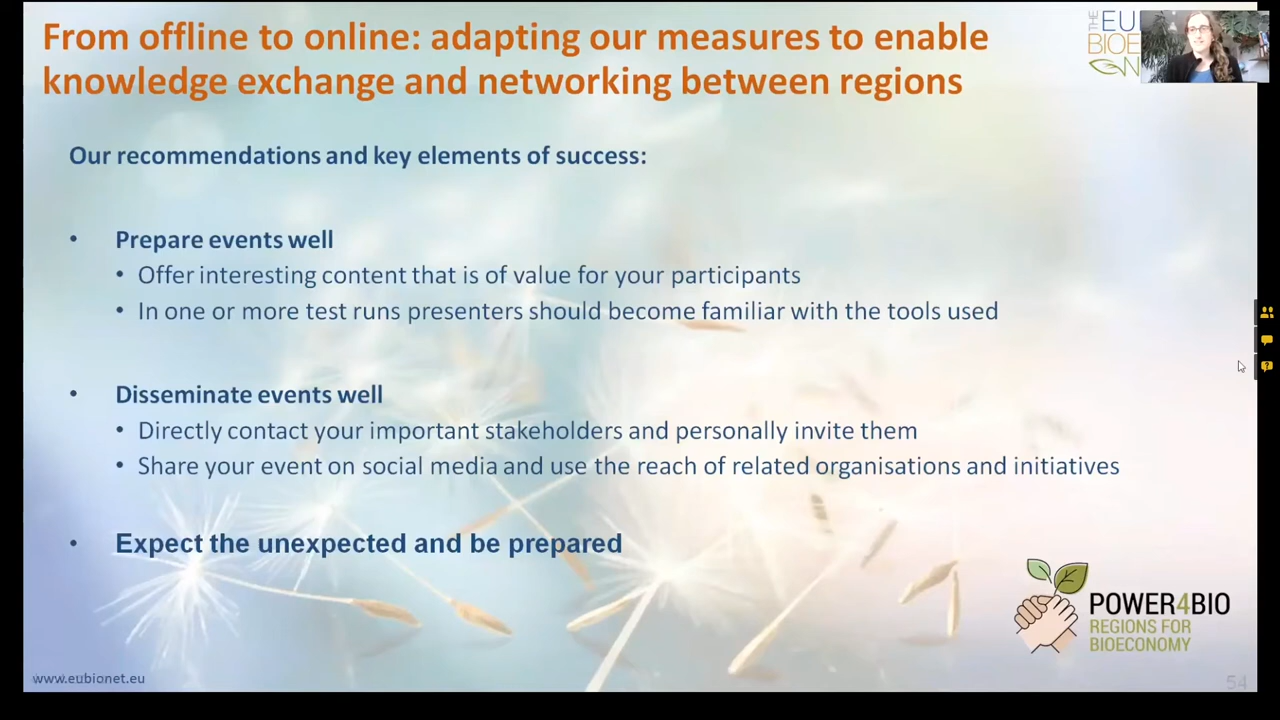 From offline to online: adapting our measures to enable
knowledge exchange and networking between regions
THE EU
BIOE
N
Our recommendations and key elements of success:
• Prepare events well
• Offer interesting content that is of value for your participants
• In one or more test runs presenters should become familiar with the tools used
• Disseminate events well
• Directly contact your important stakeholders and personally invite them
• Share your event on social media and use the reach of related organisations and initiatives
• Expect the unexpected and be prepared
POWER4BIO
REGIONS FOR
BIOECONOMY
www.eubionet.eu
54